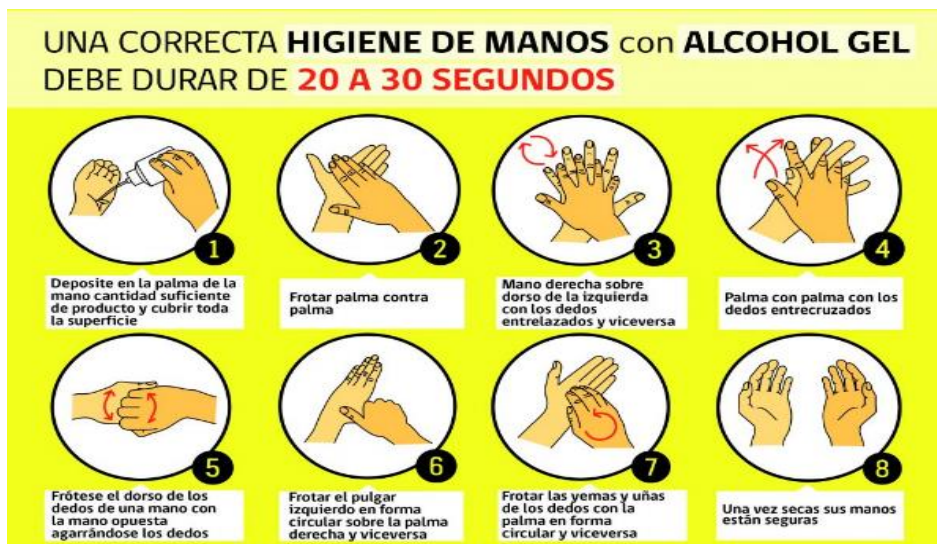 UNA CORRECTA HIGIENE DE MANOS con ALCOHOL GEL
DEBE DURAR DE 20 A 30 SEGUNDOS
1
Deposite en la palma de la
mano cantidad suficiente
de producto y cubrir toda
la superficie
2
Frotar palma contra
palma
3
Mano derecha sobre
dorso de la izquierda
con los dedos
entrelazados y viceversa
4
Palma con palma con los
dedos entrecruzados
5
Frótese el dorso de los
dedos de una mano con
la mano opuesta
agarrándose los dedos
6
Frotar el pulgar
izquierdo en forma
circular sobre la palma
derecha y viceversa
7
Frotar las yemas y uñas
de los dedos con la
palma en forma
circular y viceversa
8
Una vez secas sus manos
están seguras